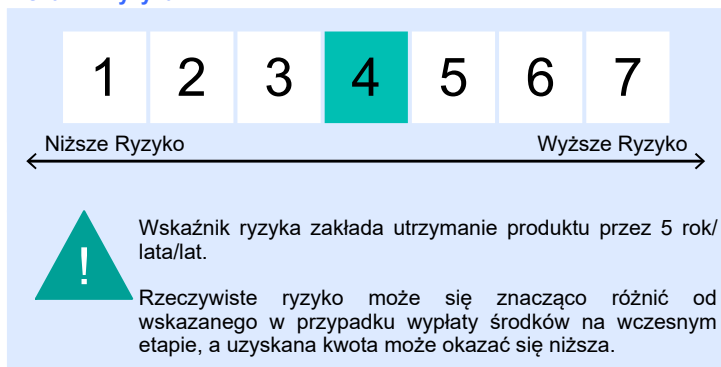 1 2 3 4 5 6 7
Niższe Ryzyko Wyższe Ryzyko
!
Wskaźnik ryzyka zakłada utrzymanie produktu przez 5 rok/
lata/lat.
Rzeczywiste ryzyko może się znacząco różnić od
wskazanego w przypadku wypłaty środków na wczesnym
etapie, a uzyskana kwota może okazać się niższa.